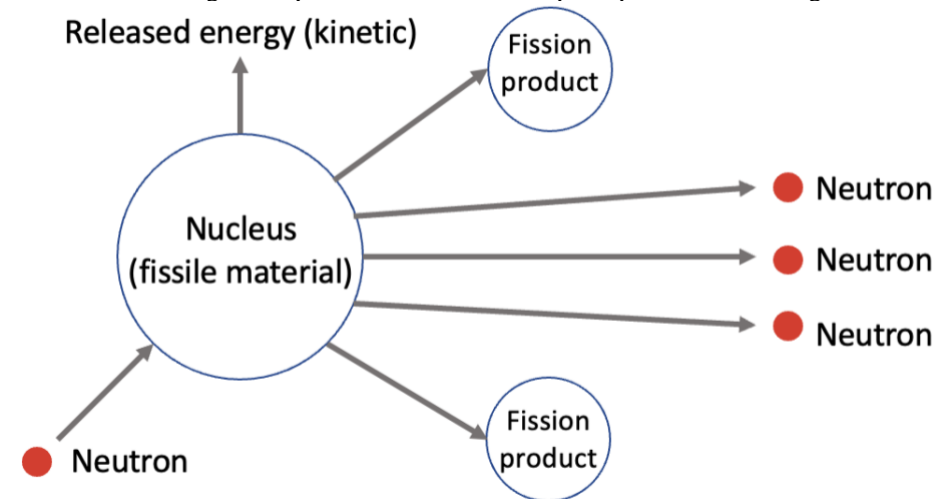 Released energy (kinetic)
Fission
product
Neutron
Nucleus
(fissile material)
Neutron
Neutron
Fission
product
Neutron